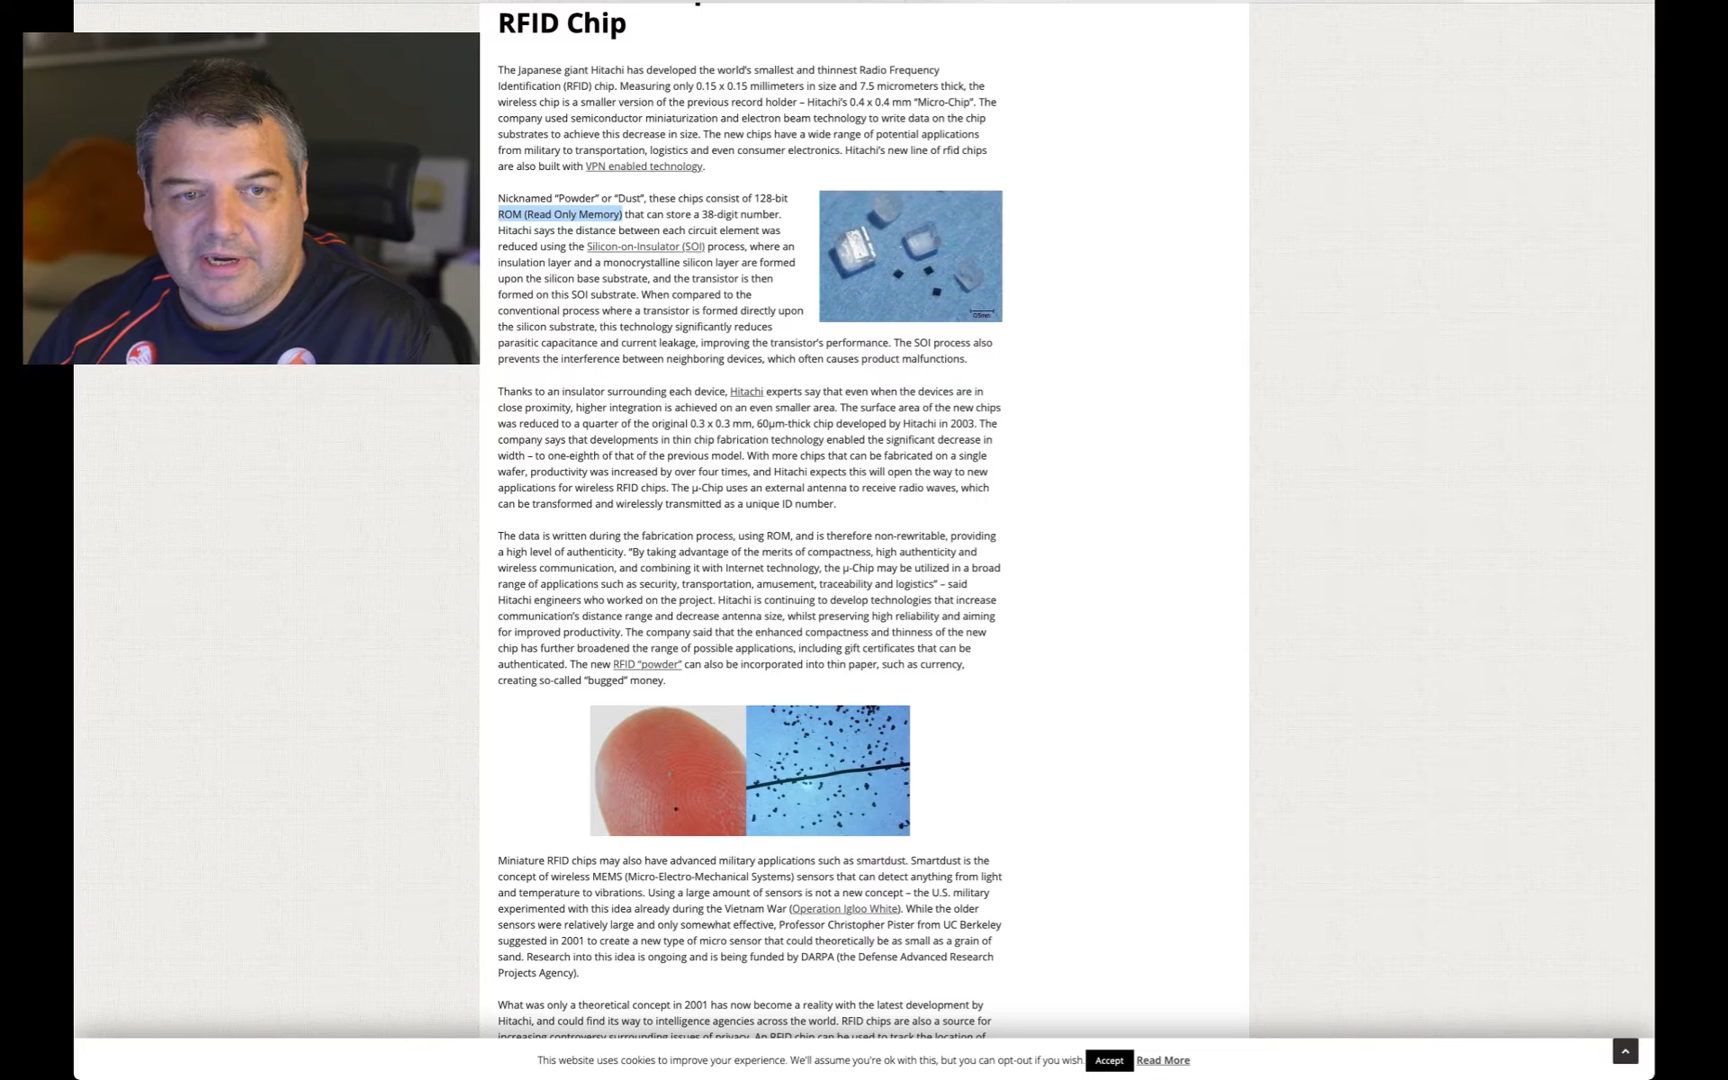 RFID Chip
The Japanese giant Hitachi has developed the world's smallest and thinnest Radio Frequency
Identification (RFID) chip. Measuring only 0.15 x 0.15 millimeters in size and 7.5 micrometers thick, the
wireless chip is a smaller version of the previous record holder – Hitachi's 0.4 x 0.4 mm "Micro-Chip". The
company used semiconductor miniaturization and electron beam technology to write data on the chip
substrates to achieve this decrease in size. The new chips have a wide range of potential applications
from military to transportation, logistics and even consumer electronics. Hitachi's new line of rfid chips
are also built with VPN enabled technology.
Nicknamed "Powder" or "Dust", these chips consist of 128-bit
ROM (Read Only Memory) that can store a 38-digit number.
Hitachi says the distance between each circuit element was
reduced using the Silicon-on-Insulator (SOI) process, where an
insulation layer and a monocrystalline silicon layer are formed
upon the silicon base substrate, and the transistor is then
formed on this SOI substrate. When compared to the
conventional process where a transistor is formed directly upon
the silicon substrate, this technology significantly reduces
parasitic capacitance and current leakage, improving the transistor's performance. The SOI process also
prevents the interference between neighboring devices, which often causes product malfunctions.
Thanks to an insulator surrounding each device, Hitachi experts say that even when the devices are in
close proximity, higher integration is achieved on an even smaller area. The surface area of the new chips
was reduced to a quarter of the original 0.3 x 0.3 mm, 60µm-thick chip developed by Hitachi in 2003. The
company says that developments in thin chip fabrication technology enabled the significant decrease in
width – to one-eighth of that of the previous model. With more chips that can be fabricated on a single
wafer, productivity was increased by over four times, and Hitachi expects this will open the way to new
applications for wireless RFID chips. The µ-Chip uses an external antenna to receive radio waves, which
can be transformed and wirelessly transmitted as a unique ID number.
The data is written during the fabrication process, using ROM, and is therefore non-rewritable, providing
a high level of authenticity. "By taking advantage of the merits of compactness, high authenticity and
wireless communication, and combining it with Internet technology, the µ-Chip may be utilized in a broad
range of applications such as security, transportation, amusement, traceability and logistics" – said
Hitachi engineers who worked on the project. Hitachi is continuing to develop technologies that increase
communication's distance range and decrease antenna size, whilst preserving high reliability and aiming
for improved productivity. The company said that the enhanced compactness and thinness of the new
chip has further broadened the range of possible applications, including gift certificates that can be
authenticated. The new RFID "powder" can also be incorporated into thin paper, such as currency,
creating so-called "bugged" money.
Miniature RFID chips may also have advanced military applications such as smartdust. Smartdust is the
concept of wireless MEMS (Micro-Electro-Mechanical Systems) sensors that can detect anything from light
and temperature to vibrations. Using a large amount of sensors is not a new concept – the U.S. military
experimented with this idea already during the Vietnam War (Operation Igloo White). While the older
sensors were relatively large and only somewhat effective, Professor Christopher Pister from UC Berkeley
suggested in 2001 to create a new type of micro sensor that could theoretically be as small as a grain of
sand. Research into this idea is ongoing and is being funded by DARPA (the Defense Advanced Research
Projects Agency).
What was only a theoretical concept in 2001 has now become a reality with the latest development by
Hitachi, and could find its way to intelligence agencies across the world. RFID chips are also a source for
increasing controversy surrounding issues of privacy. An RFID chip can be used to track the location of
This website uses cookies to improve your experience. We'll assume you're ok with this, but you can opt-out if you wish. Accept Read More